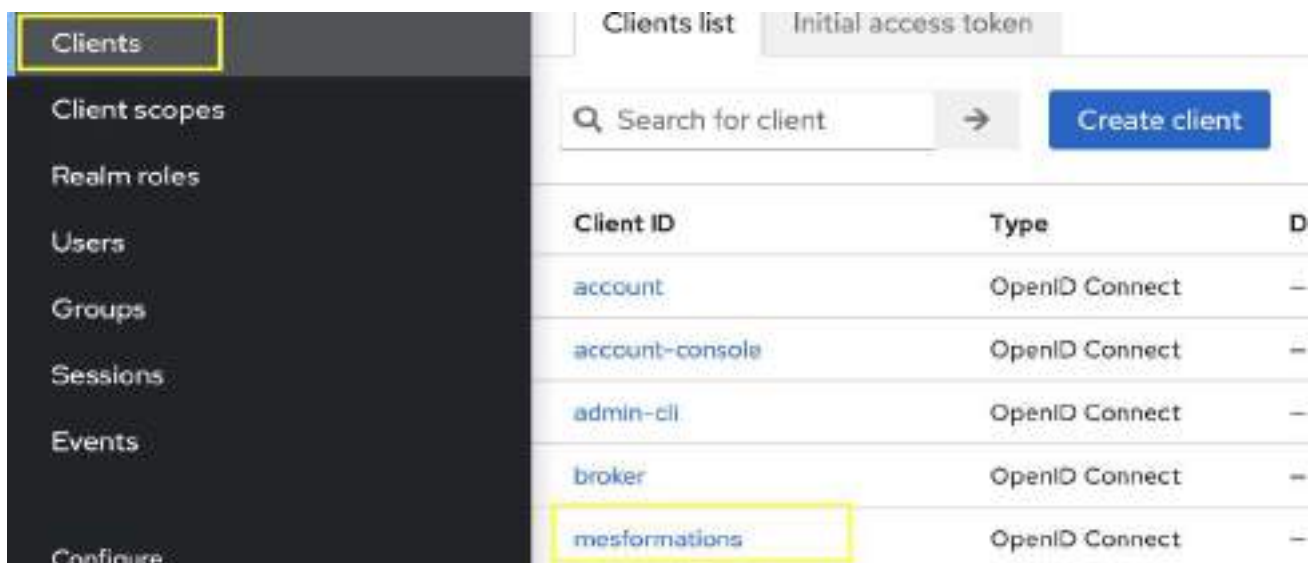 Clients
Client scopes
Realm roles
Users
Groups
Sessions
Events
Configure
Clients list
Initial access token
Search for client
Create client
Client ID Type D
account OpenID Connect –
account-console OpenID Connect –
admin-cli OpenID Connect –
broker OpenID Connect –
mesformations OpenID Connect –